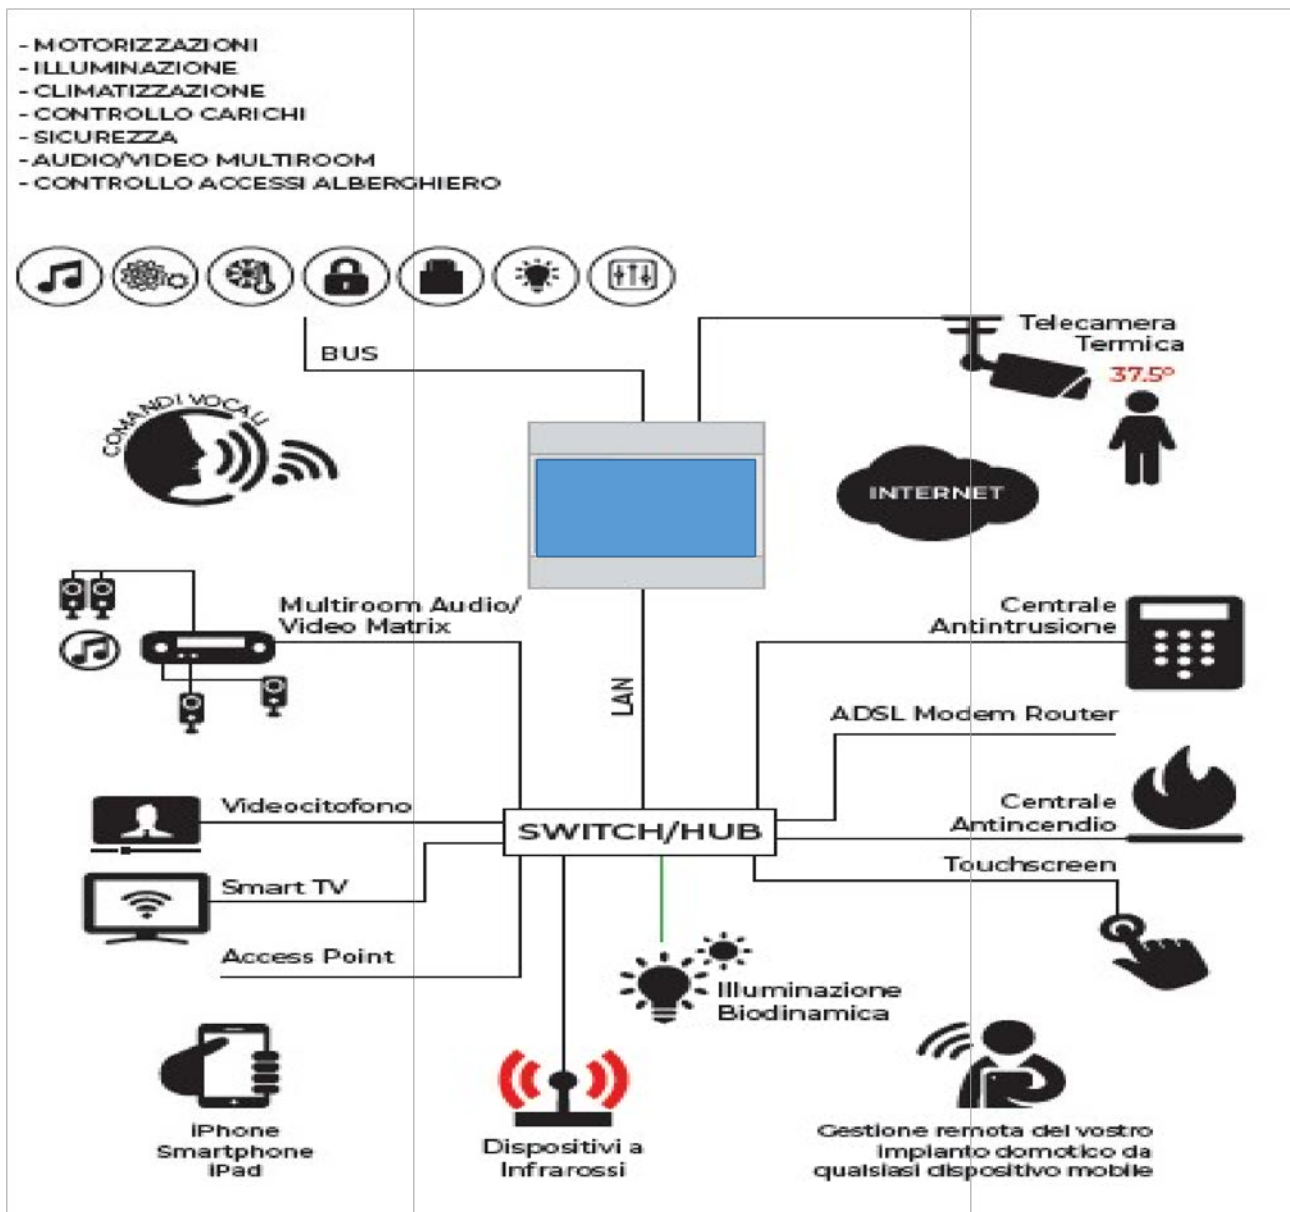 - MOTORIZZAZIONI
- ILLUMINAZIONE
- CLIMATIZZAZIONE
- CONTROLLO CARICHI
- SICUREZZA
- AUDIO/VIDEO MULTIROOM
- CONTROLLO ACCESSI ALBERGHIERO
BUS
Telecamera
Termica
37.5°
COMANDI VOCALI
INTERNET
Multiroom Audio/
Video Matrix
Centrale
Antintrusione
LAN
ADSL Modem Router
Videocitofono
SWITCH/HUB
Centrale
Antincendio
Touchscreen
Smart TV
Access Point
Illuminazione
Biodinamica
iPhone
Smartphone
iPad
Dispositivi a
Infrarossi
Gestione remota del vostro
impianto domotico da
qualsiasi dispositivo mobile